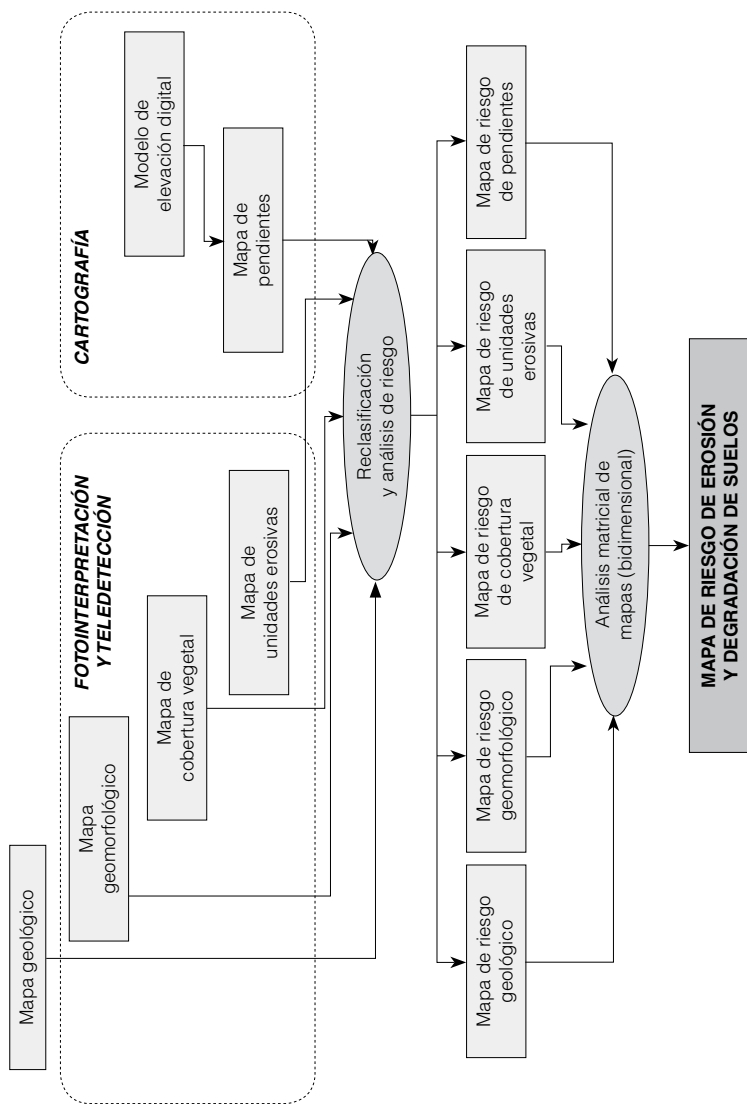 Mapa geológico
FOTOINTERPRETACIÓN
Y TELEDETECCIÓN
CARTOGRAFÍA
Mapa
geomorfológico
Mapa de
cobertura vegetal
Mapa de
unidades erosivas
Modelo de
elevación digital
Mapa de
pendientes
Reclasificación
y análisis de riesgo
Mapa de riesgo
geológico
Mapa de riesgo
geomorfológico
Mapa de riesgo
de cobertura
vegetal
Mapa de riesgo
de unidades
erosivas
Mapa de riesgo
de pendientes
Análisis matricial de
mapas (bidimensional)
MAPA DE RIESGO DE EROSIÓN
Y DEGRADACIÓN DE SUELOS